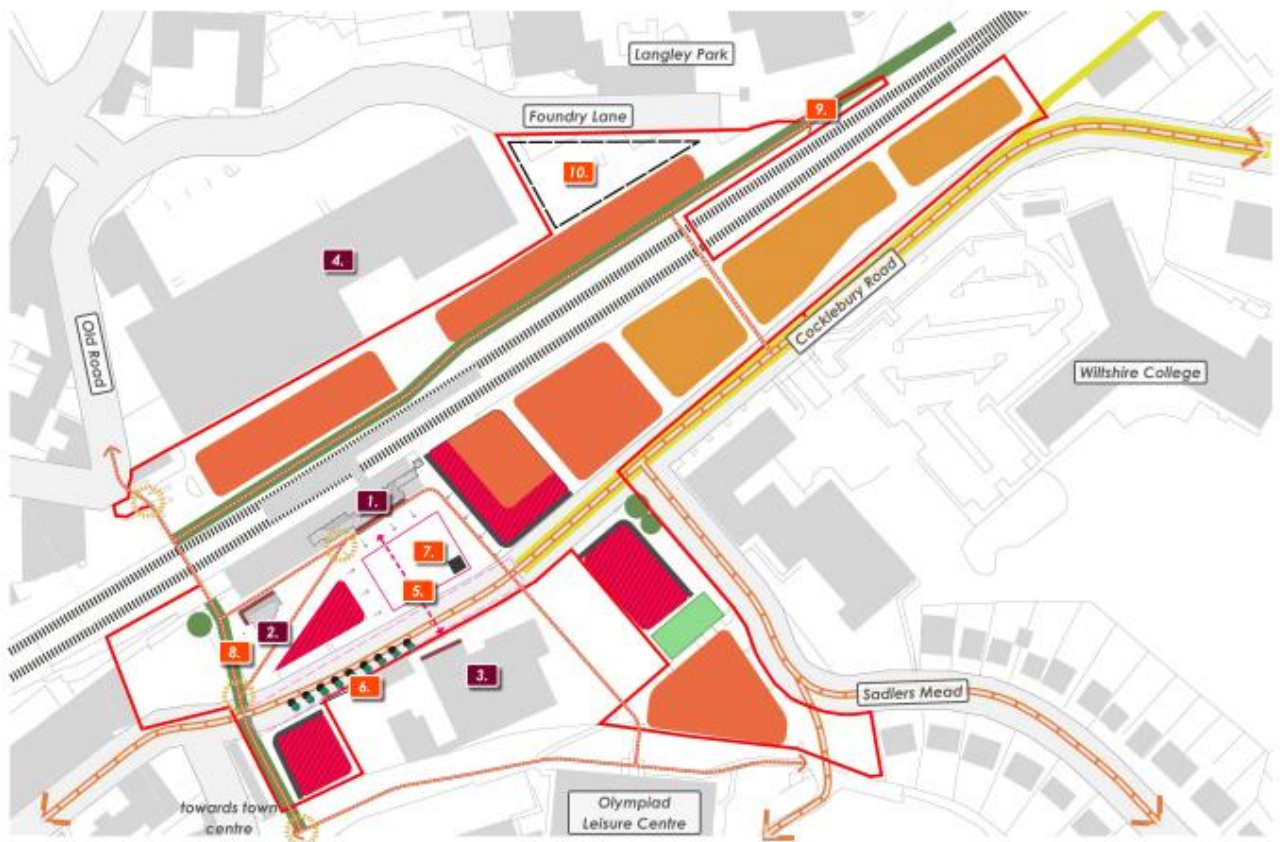 Langley Park
Foundry Lane
9.
10.
4.
Old Road
Cocklebury Road
Wiltshire College
1.
7.
5.
2.
8.
3.
6.
Sadlers Mead
towards town
centre
Olympiad
Leisure Centre